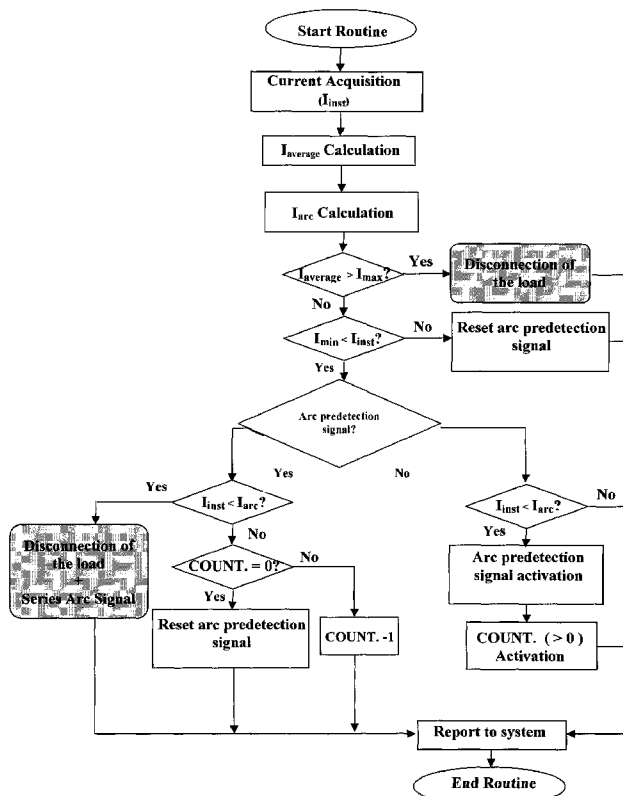 Start Routine
Current Acquisition
(Iinst)
Iaverage Calculation
Iarc Calculation
Iaverage > Imax?
Yes
Disconnection of
the load
No
Imin < Iinst?
No
Reset arc predetection
signal
Yes
Arc predetection
signal?
Yes
No
Yes
Iinst < Iarc?
Iinst < Iarc?
No
Disconnection of
the load
+
Series Arc Signal
No
COUNT. = 0?
No
Yes
Arc predetection
signal activation
Yes
Reset arc predetection
signal
COUNT. -1
COUNT. ( > 0 )
Activation
Report to system
End Routine